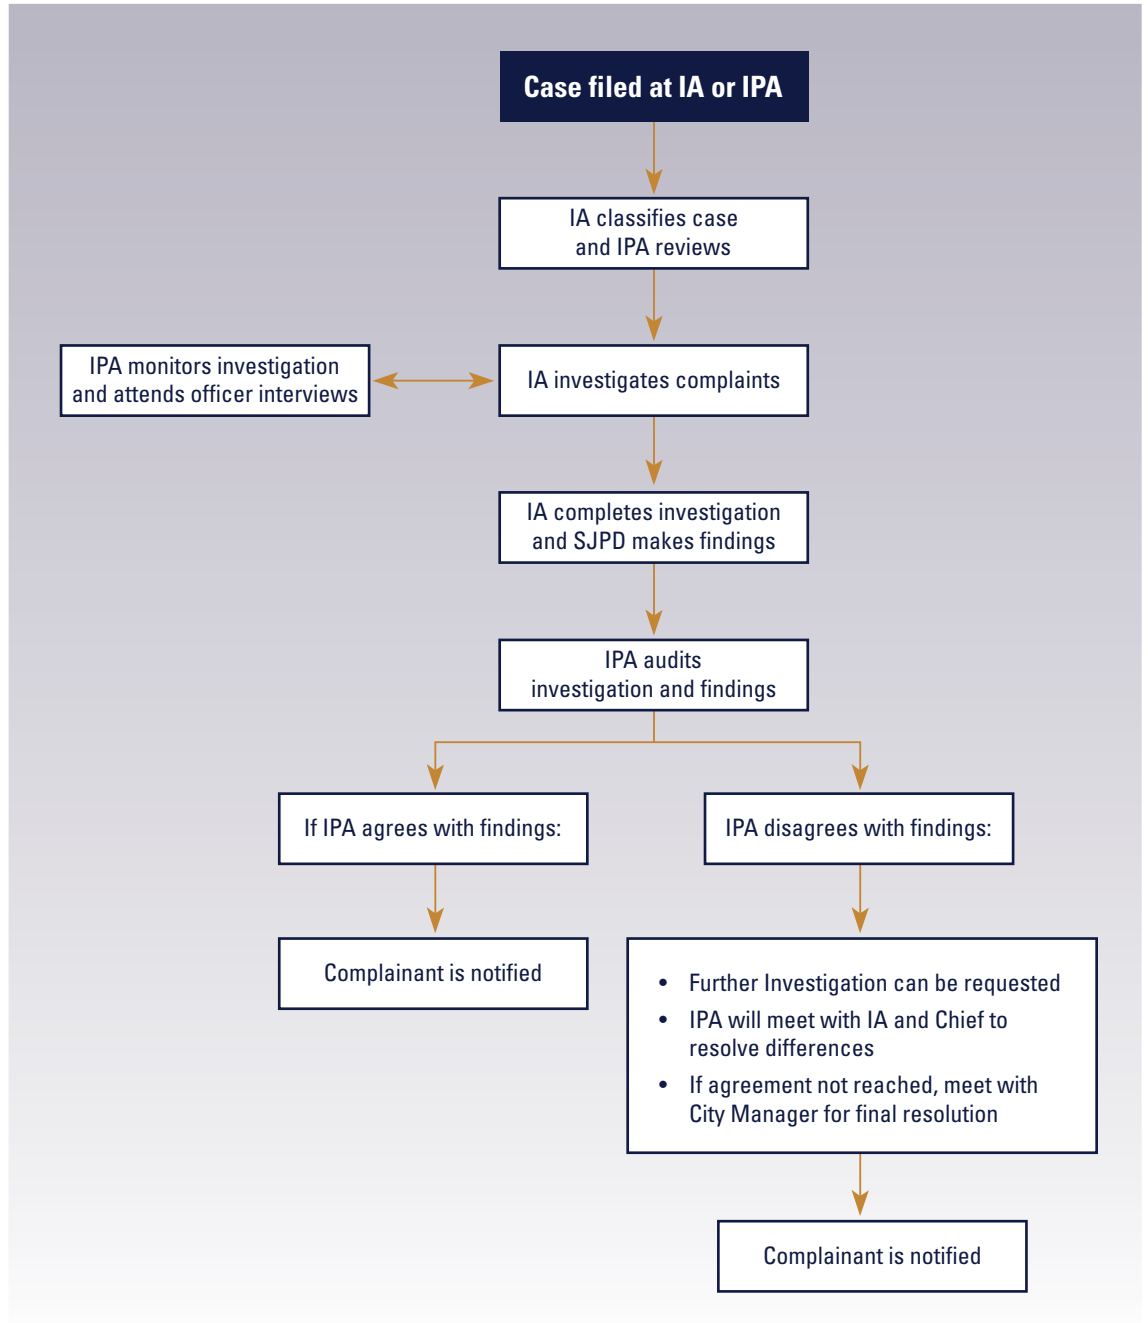 Case filed at IA or IPA
IA classifies case
and IPA reviews
IPA monitors investigation
and attends officer interviews
IA investigates complaints
IA completes investigation
and SJPD makes findings
IPA audits
investigation and findings
If IPA agrees with findings:
IPA disagrees with findings:
Complainant is notified
• Further Investigation can be requested
• IPA will meet with IA and Chief to
resolve differences
• If agreement not reached, meet with
City Manager for final resolution
Complainant is notified